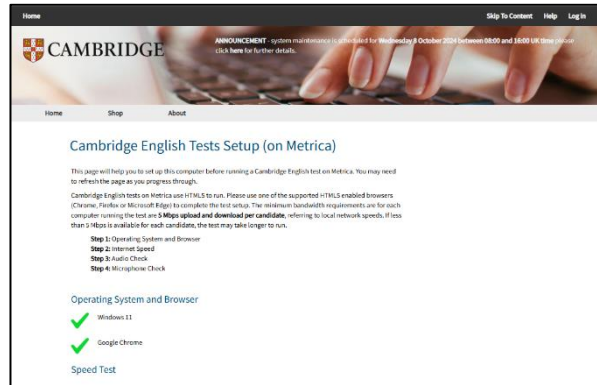 Home Skip To Content Help Log In
CAMBRIDGE
ANNOUNCEMENT - system maintenance is scheduled for Wednesday 9 October 2024 between 08:00 and 16:00 UK time please
click here for further details.
Home Shop About
Cambridge English Tests Setup (on Metrica)
This page will help you to set up this computer before running a Cambridge English test on Metrica. You may need
to refresh the page as you progress through.
Cambridge English tests on Metrica use HTML5 to run. Please use one of the supported HTML5 enabled browsers
(Chrome, Firefox or Microsoft Edge) to complete the test setup. The minimum bandwidth requirements are for each
computer running the test are 5 Mbps upload and download per candidate, referring to local network speeds. If less
than 5 Mbps is available for each candidate, the test may take longer to run.
Step 1: Operating System and Browser
Step 2: Internet Speed
Step 3: Audio Check
Step 4: Microphone Check
Operating System and Browser
Windows 11
Google Chrome
Speed Test